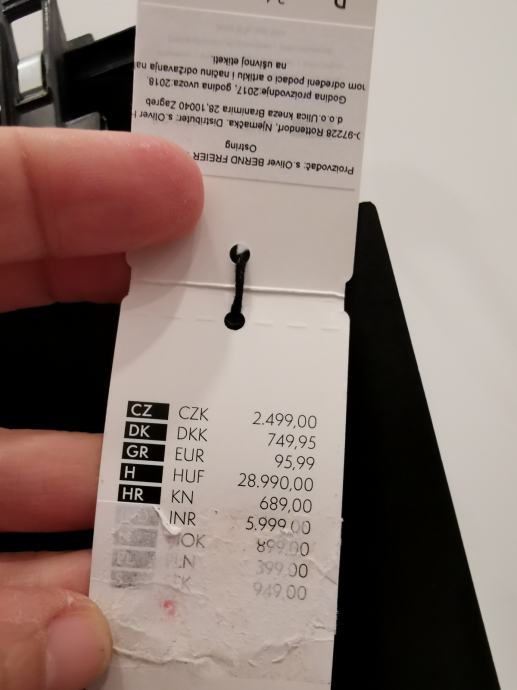 Proizvođač: s. Oliver BERND FREIER
Ostring
-97228 Rottendorf, Njemačka. Distributer: s. Oliver
d.o.o. Ulica kneza Branimira 28, 10040 Zagreb
Godina proizvodnje: 2017, godina uvoza: 2018.
određeni podaci o artiklu i načinu održavanja
na ušivnoj etiketi.
CZ CZK 2.499,00
DK DKK 749,95
GR EUR 95,99
H HUF 28.990,00
HR KN 689,00
INR 5.999,00
OK 899,00
LN 399,00
K 949,00